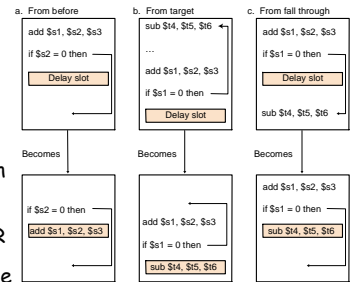 a. From before
add $s1, $s2, $s3
if $s2 = 0 then
Delay slot
Becomes
if $s2 = 0 then
add $s1, $s2, $s3
b. From target
sub $t4, $t5, $t6
…
add $s1, $s2, $s3
if $s1 = 0 then
Delay slot
Becomes
add $s1, $s2, $s3
if $s1 = 0 then
sub $t4, $t5, $t6
c. From fall through
add $s1, $s2, $s3
if $s1 = 0 then
Delay slot
sub $t4, $t5, $t6
Becomes
add $s1, $s2, $s3
if $s1 = 0 then
sub $t4, $t5, $t6